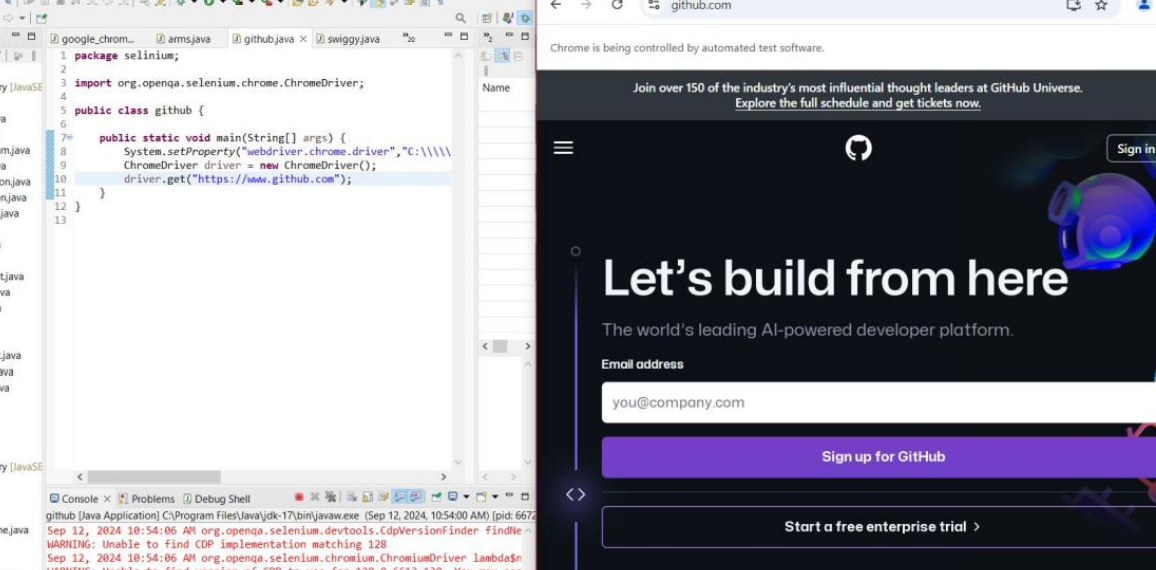 github.com
google_chrom...
arms.java
github.java
swiggy.java
20
2
Chrome is being controlled by automated test software.
1 package selinium;
2
3 import org.openqa.selenium.chrome.ChromeDriver;
4
5 public class github {
6
7 public static void main(String[] args) {
8 System.setProperty("webdriver.chrome.driver","C:\\\\\
9 ChromeDriver driver = new ChromeDriver();
10 driver.get("https://www.github.com");
11 }
12 }
13
Name
ry [JavaSE
m.java
on.java
n.java
java
t.java
va
.java
ava
va
ry [JavaSE
ne.java
Join over 150 of the industry's most influential thought leaders at GitHub Universe.
Explore the full schedule and get tickets now.
Sign in
Let's build from here
The world's leading AI-powered developer platform.
Email address
you@company.com
Sign up for GitHub
Start a free enterprise trial >
Console
Problems
Debug Shell
github [Java Application] C:\Program Files\Java\jdk-17\bin\javaw.exe (Sep 12, 2024, 10:54:00 AM) [pid: 6672
Sep 12, 2024 10:54:06 AM org.openqa.selenium.devtools.CdpVersionFinder findNe
WARNING: Unable to find CDP implementation matching 128
Sep 12, 2024 10:54:06 AM org.openqa.selenium.chromium.ChromiumDriver lambda$n